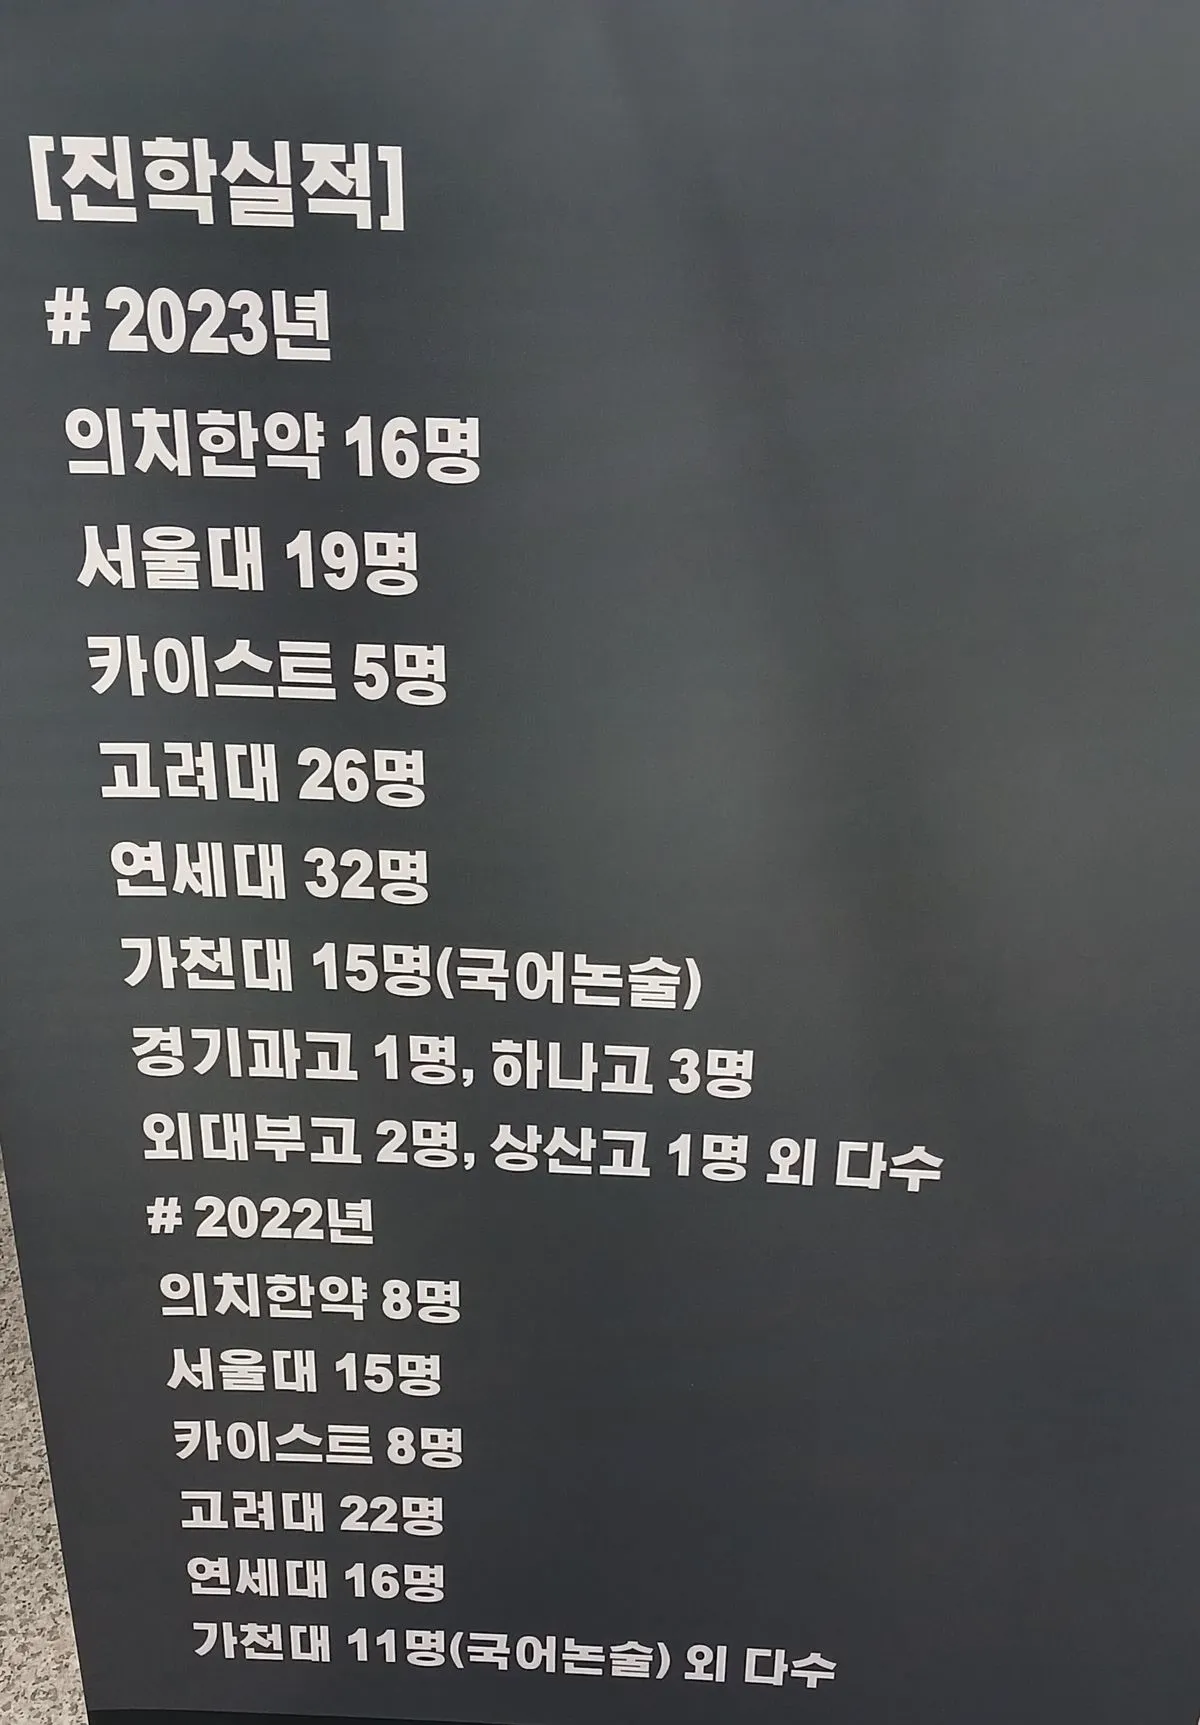 [진학실적]
# 2023년
의치한약 16명
서울대 19명
카이스트 5명
고려대 26명
연세대 32명
가천대 15명(국어논술)
경기과고 1명, 하나고 3명
외대부고 2명, 상산고 1명 외 다수
# 2022년
의치한약 8명
서울대 15명
카이스트 8명
고려대 22명
연세대 16명
가천대 11명(국어논술) 외 다수